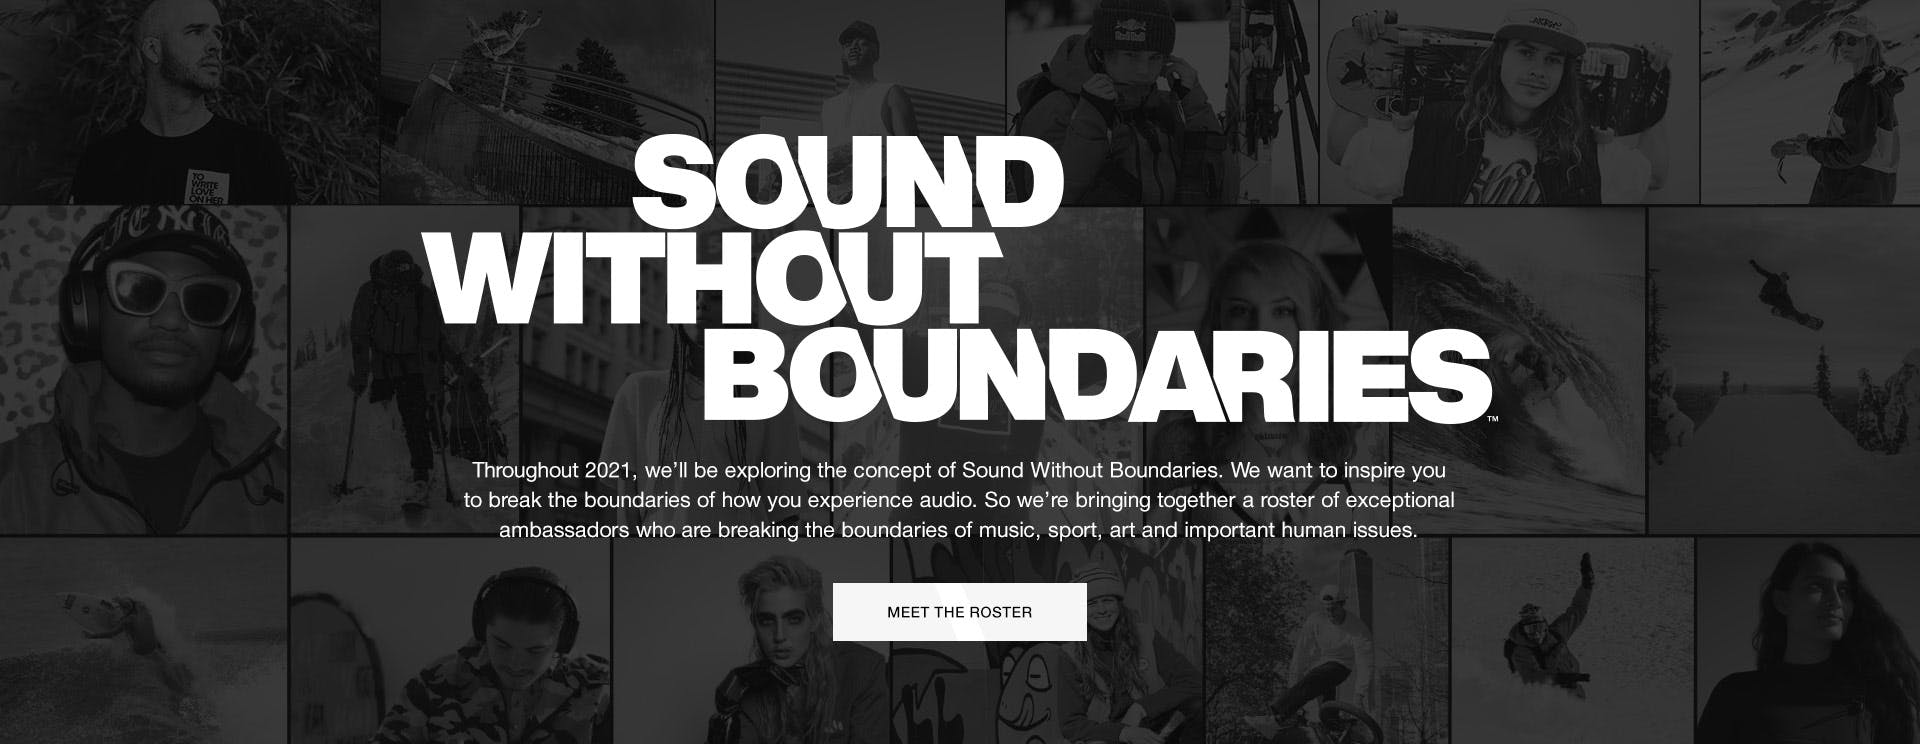 TO
WRITE
LOVE
ON HER
Red Bull
SOUND
WITHOUT
BOUNDARIES™
Throughout 2021, we’ll be exploring the concept of Sound Without Boundaries. We want to inspire you
to break the boundaries of how you experience audio. So we’re bringing together a roster of exceptional
ambassadors who are breaking the boundaries of music, sport, art and important human issues.
MEET THE ROSTER